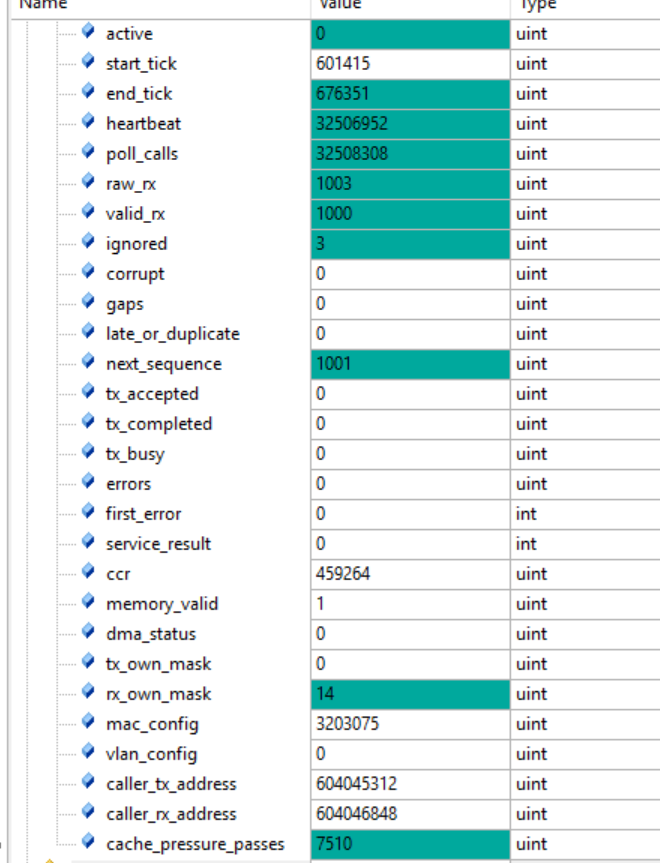 Name Value Type
active 0 uint
start_tick 601415 uint
end_tick 676351 uint
heartbeat 32506952 uint
poll_calls 32508308 uint
raw_rx 1003 uint
valid_rx 1000 uint
ignored 3 uint
corrupt 0 uint
gaps 0 uint
late_or_duplicate 0 uint
next_sequence 1001 uint
tx_accepted 0 uint
tx_completed 0 uint
tx_busy 0 uint
errors 0 uint
first_error 0 int
service_result 0 int
ccr 459264 uint
memory_valid 1 uint
dma_status 0 uint
tx_own_mask 0 uint
rx_own_mask 14 uint
mac_config 3203075 uint
vlan_config 0 uint
caller_tx_address 604045312 uint
caller_rx_address 604046848 uint
cache_pressure_passes 7510 uint